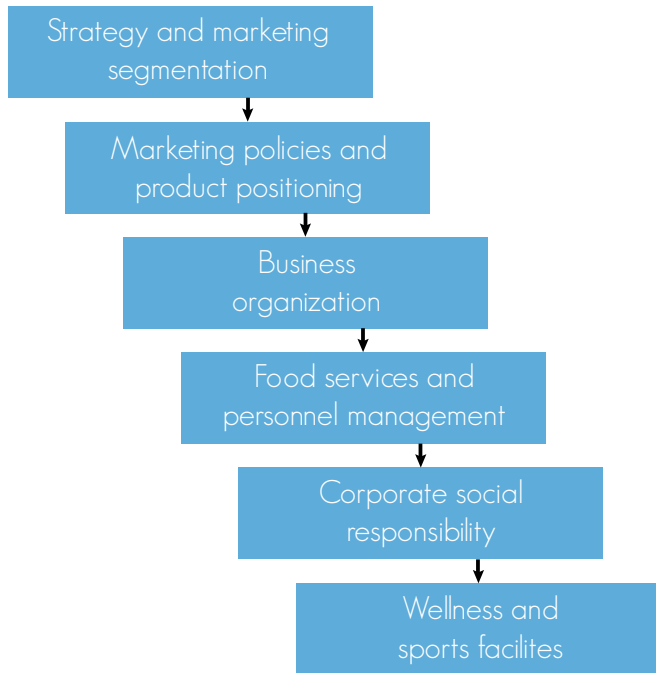 Strategy and marketing
segmentation
Marketing policies and
product positioning
Business
organization
Food services and
personnel management
Corporate social
responsibility
Wellness and
sports facilites